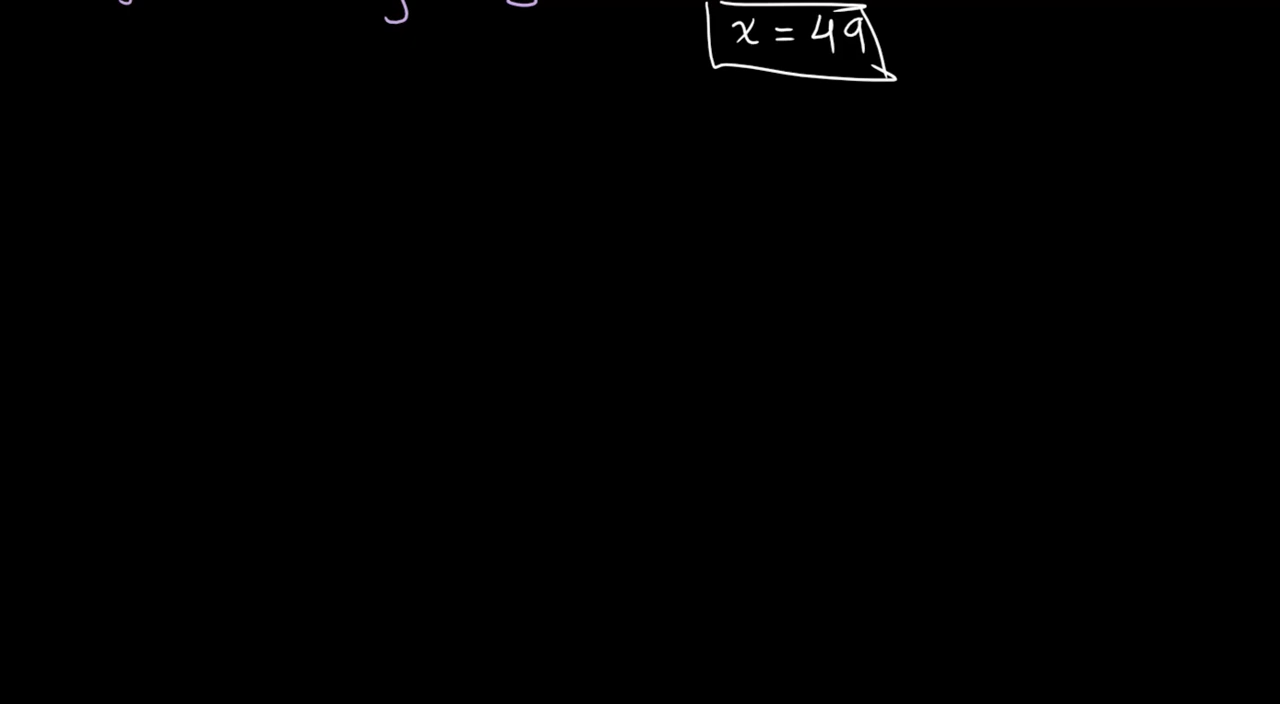 x = 49